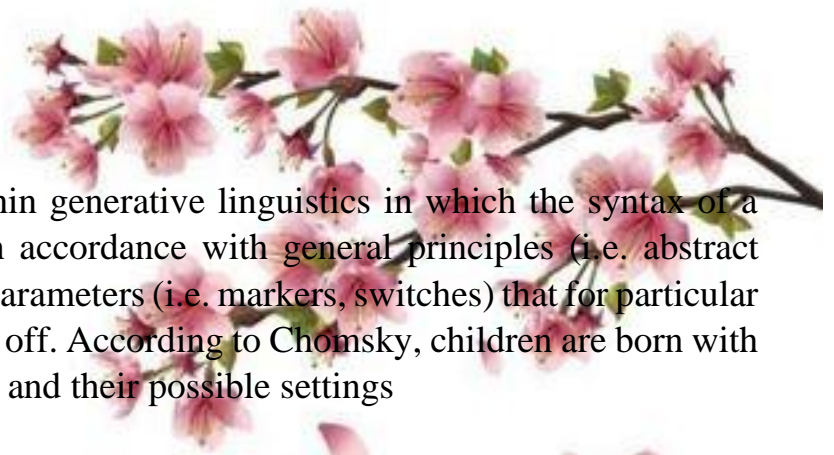 hin generative linguistics in which the syntax of a
n accordance with general principles (i.e. abstract
arameters (i.e. markers, switches) that for particular
off. According to Chomsky, children are born with
and their possible settings